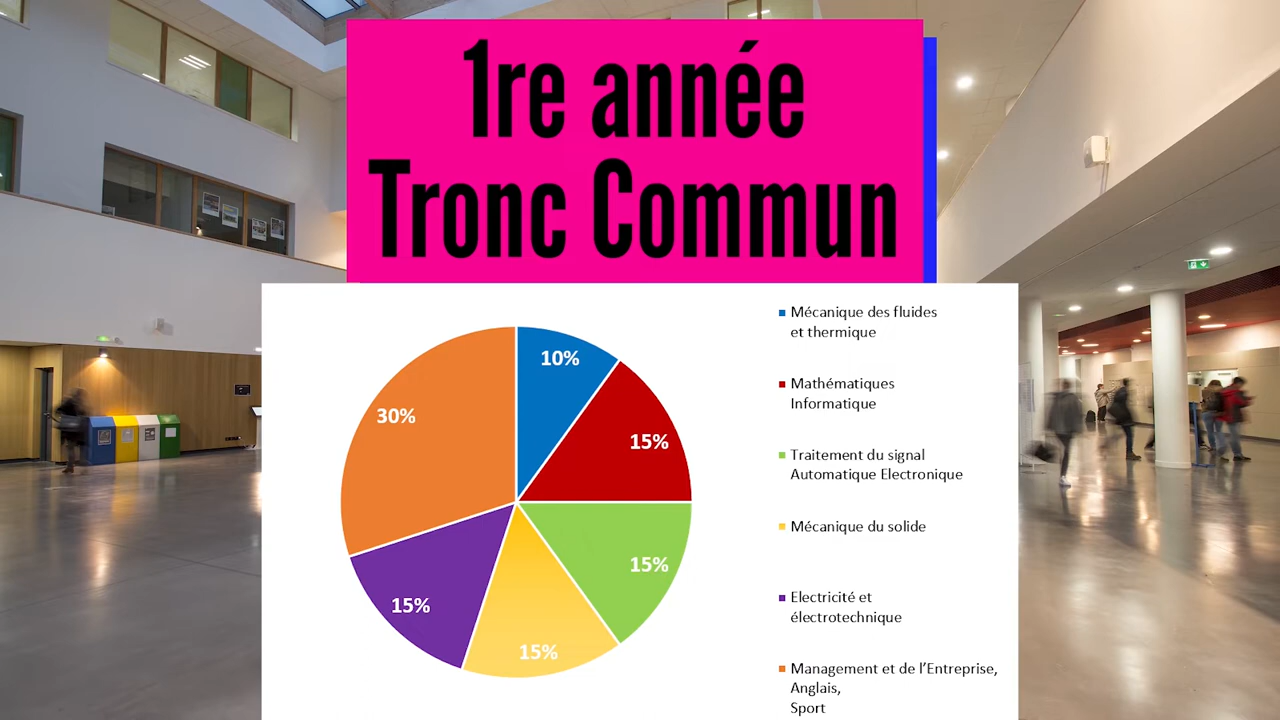 1re année
Tronc Commun
10%
30%
15%
15%
15%
15%
Mécanique des fluides
et thermique
Mathématiques
Informatique
Traitement du signal
Automatique Electronique
Mécanique du solide
Electricité et
électrotechnique
Management et de l’Entreprise,
Anglais,
Sport